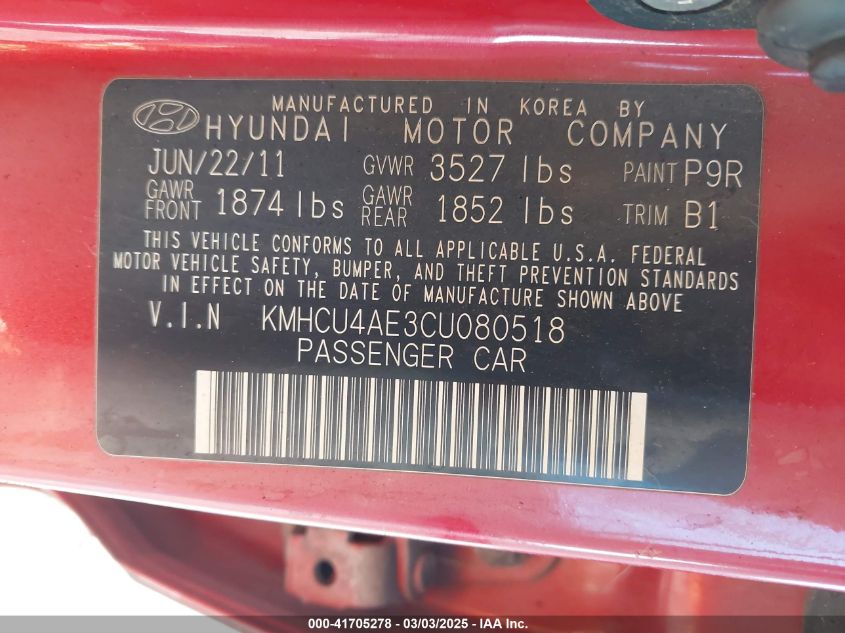 MANUFACTURED IN KOREA BY
HYUNDAI MOTOR COMPANY
JUN/22/11 GVWR 3527 lbs PAINT P9R
GAWR FRONT 1874 lbs GAWR REAR 1852 lbs TRIM B1
THIS VEHICLE CONFORMS TO ALL APPLICABLE U.S.A. FEDERAL
MOTOR VEHICLE SAFETY, BUMPER, AND THEFT PREVENTION STANDARDS
IN EFFECT ON THE DATE OF MANUFACTURE SHOWN ABOVE
V.I.N KMHCU4AE3CU080518
PASSENGER CAR
000-41705278 - 03/03/2025 - IAA Inc.